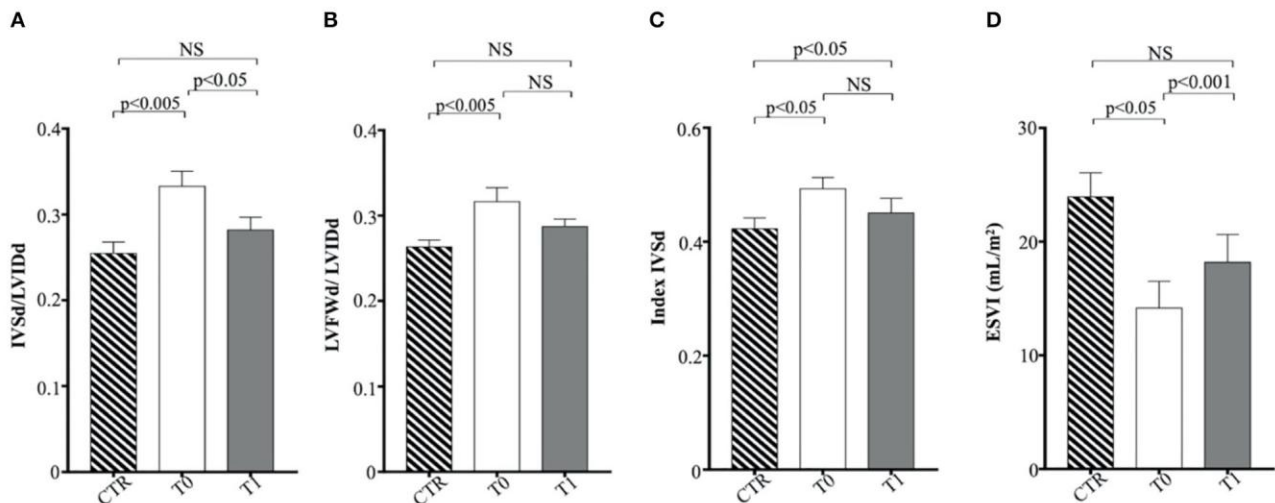 A
NS
p<0.05
p<0.005
0.4
0.3
0.2
0.1
0
IVSd/LVIDd
CTR
T0
T1
B
NS
NS
p<0.005
0.4
0.3
0.2
0.1
0
LVFWd/ LVIDd
CTR
T0
T1
C
p<0.05
NS
p<0.05
0.6
0.4
0.2
0
Index IVSd
CTR
T0
T1
D
NS
p<0.001
p<0.05
30
20
10
0
ESVI (mL/m²)
CTR
T0
T1